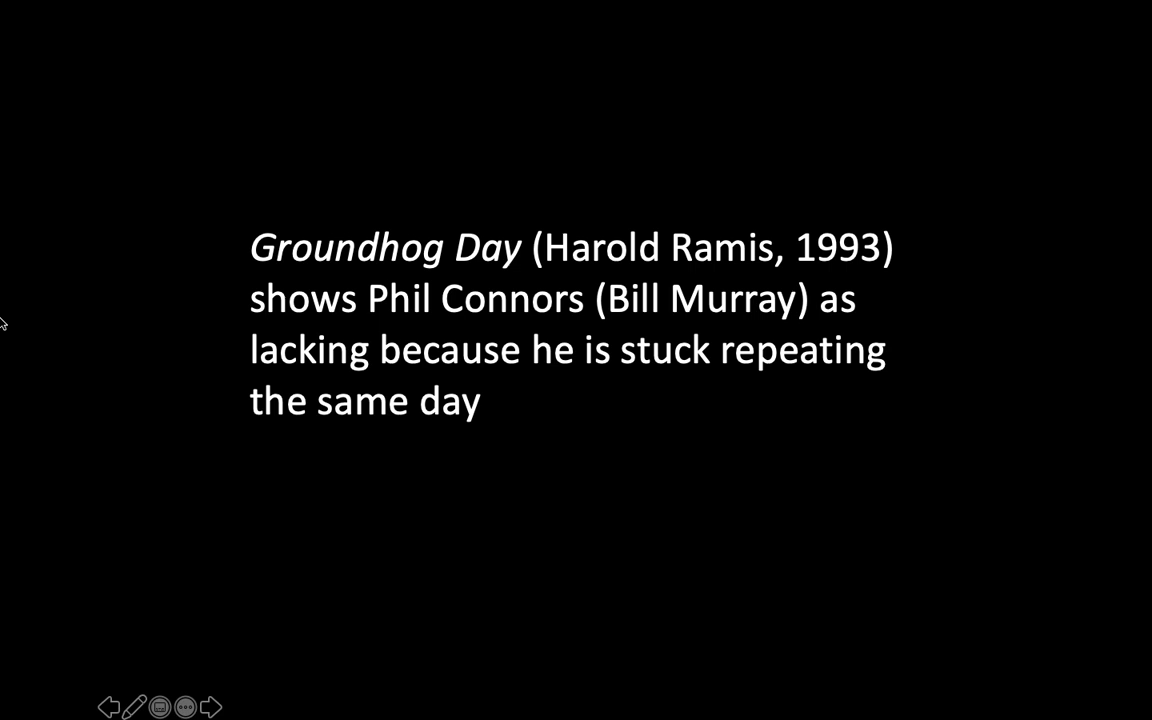 Groundhog Day (Harold Ramis, 1993)
shows Phil Connors (Bill Murray) as
lacking because he is stuck repeating
the same day